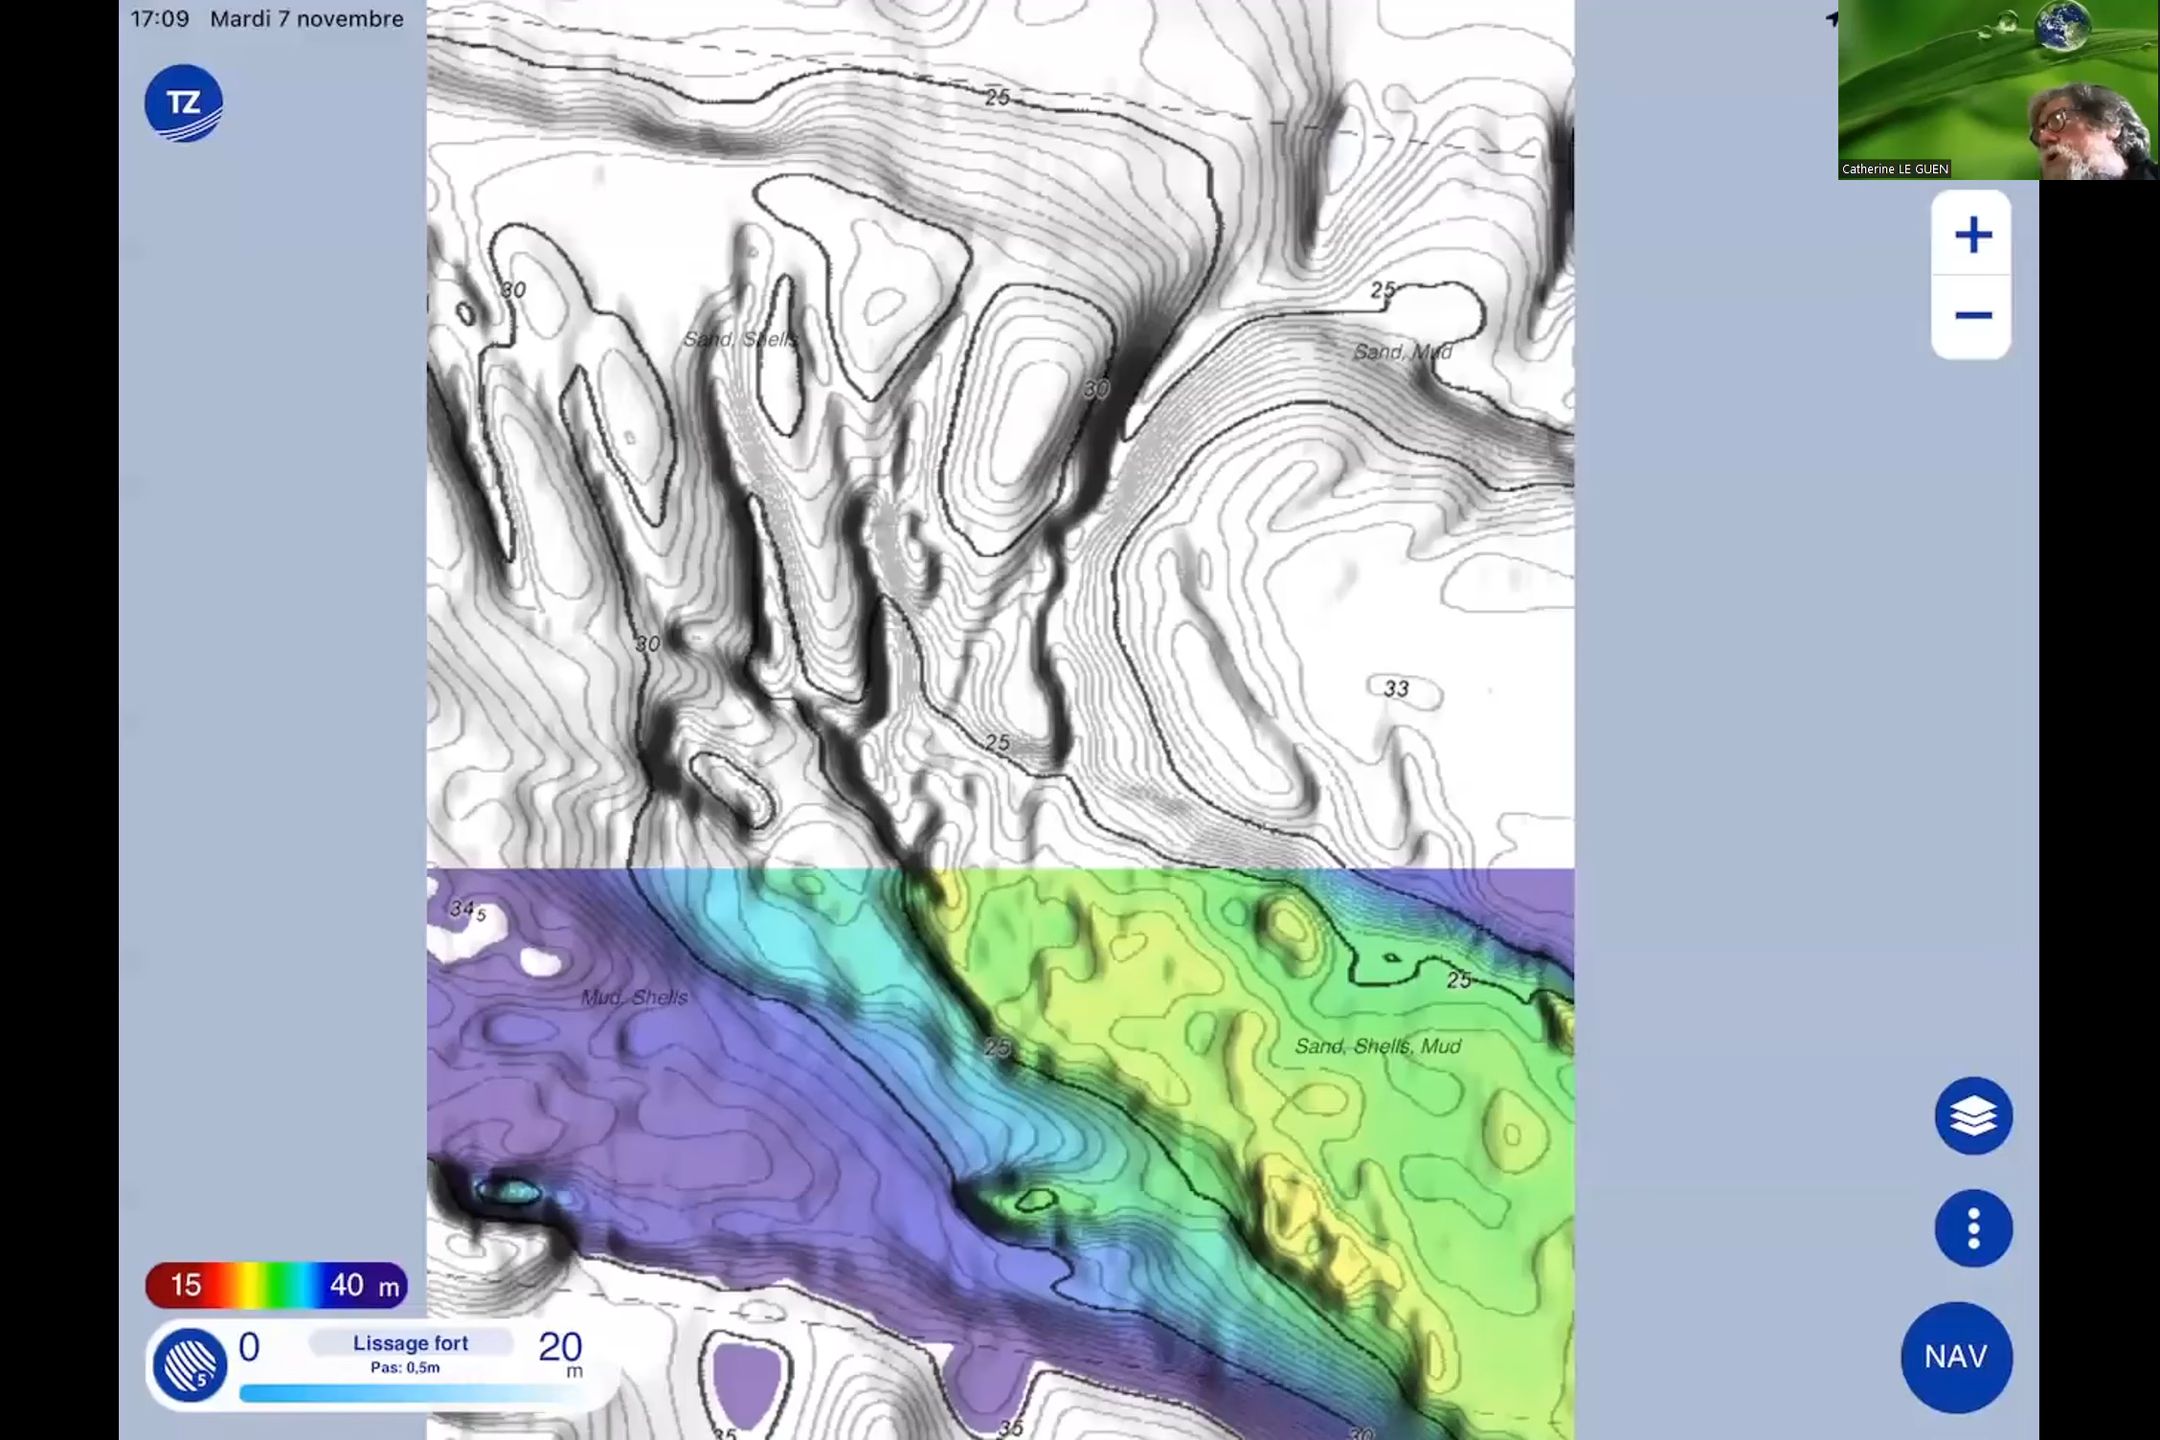 17:09 Mardi 7 novembre
TZ
Catherine LE GUEN
25
30
25
Sand, Shells
Sand, Mud
30
30
33
25
34 5
25
Mud, Shells
25
Sand, Shells, Mud
15 40 m
0 Lissage fort 20
Pas: 0,5m m
5
NAV
35
35
30